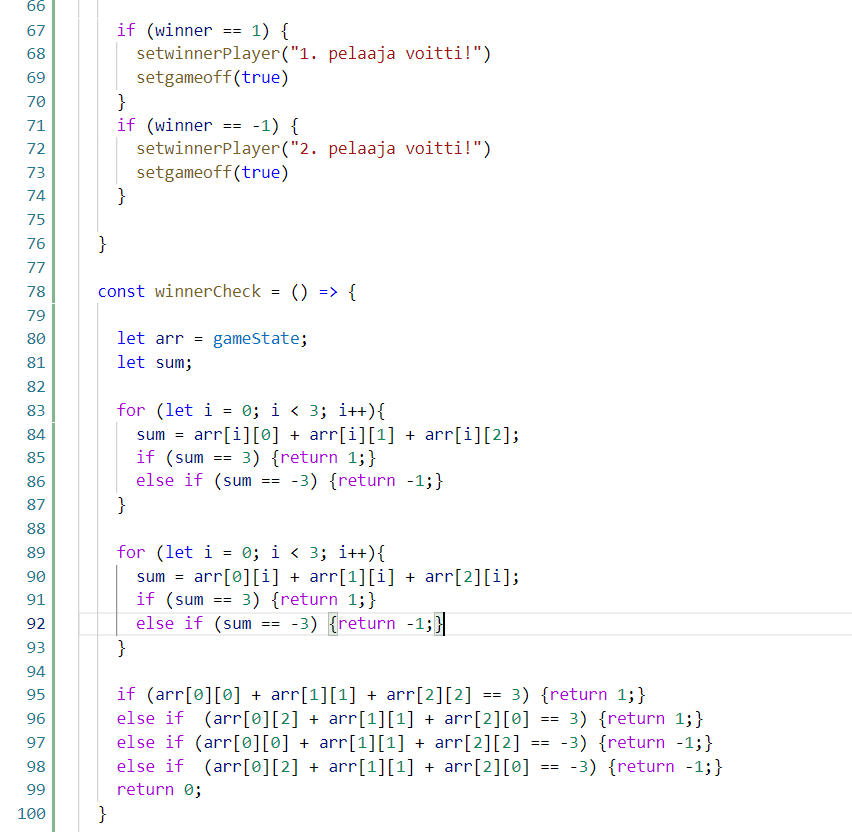 66
67 if (winner == 1) {
68 setwinnerPlayer("1. pelaaja voitti!")
69 setgameoff(true)
70 }
71 if (winner == -1) {
72 setwinnerPlayer("2. pelaaja voitti!")
73 setgameoff(true)
74 }
75
76 }
77
78 const winnerCheck = () => {
79
80 let arr = gameState;
81 let sum;
82
83 for (let i = 0; i < 3; i++){
84 sum = arr[i][0] + arr[i][1] + arr[i][2];
85 if (sum == 3) {return 1;}
86 else if (sum == -3) {return -1;}
87 }
88
89 for (let i = 0; i < 3; i++){
90 sum = arr[0][i] + arr[1][i] + arr[2][i];
91 if (sum == 3) {return 1;}
92 else if (sum == -3) {return -1;}
93 }
94
95 if (arr[0][0] + arr[1][1] + arr[2][2] == 3) {return 1;}
96 else if  (arr[0][2] + arr[1][1] + arr[2][0] == 3) {return 1;}
97 else if (arr[0][0] + arr[1][1] + arr[2][2] == -3) {return -1;}
98 else if  (arr[0][2] + arr[1][1] + arr[2][0] == -3) {return -1;}
99 return 0;
100 }